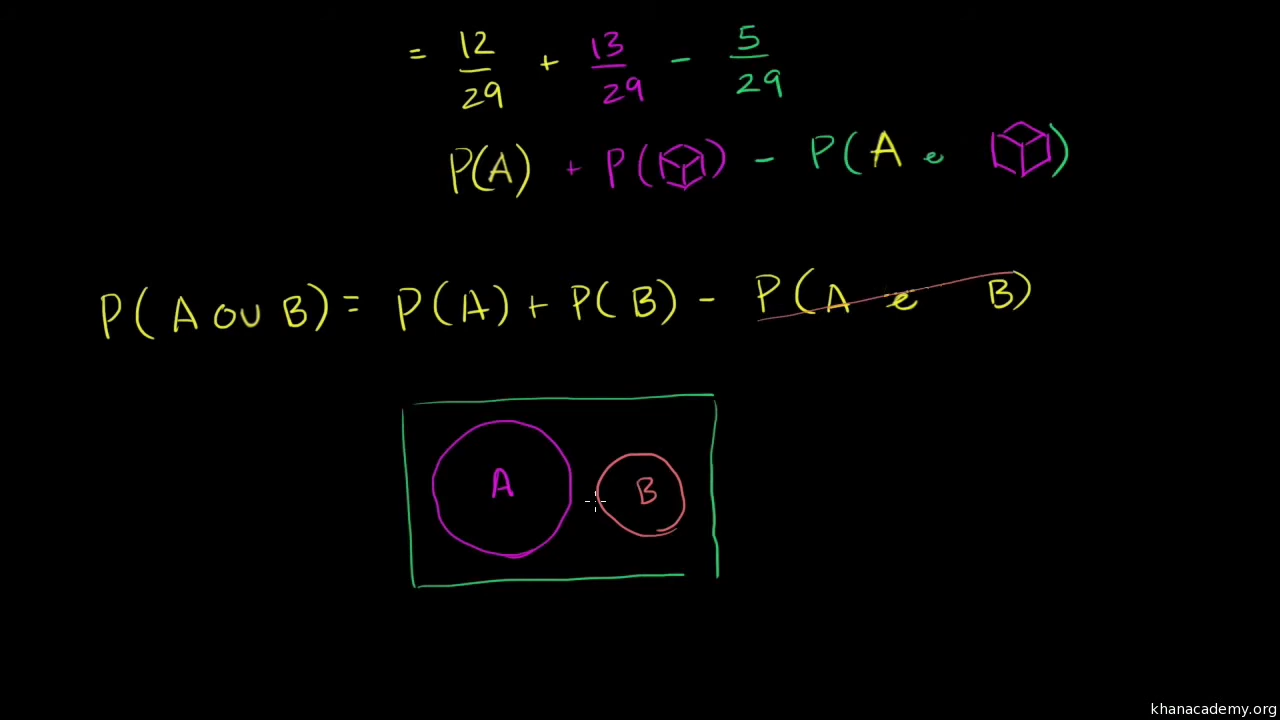 = 12/29 + 13/29 - 5/29
P(A) + P( ) - P(A e )
P(A ou B) = P(A) + P(B) - P(A e B)
A B
khanacademy.org